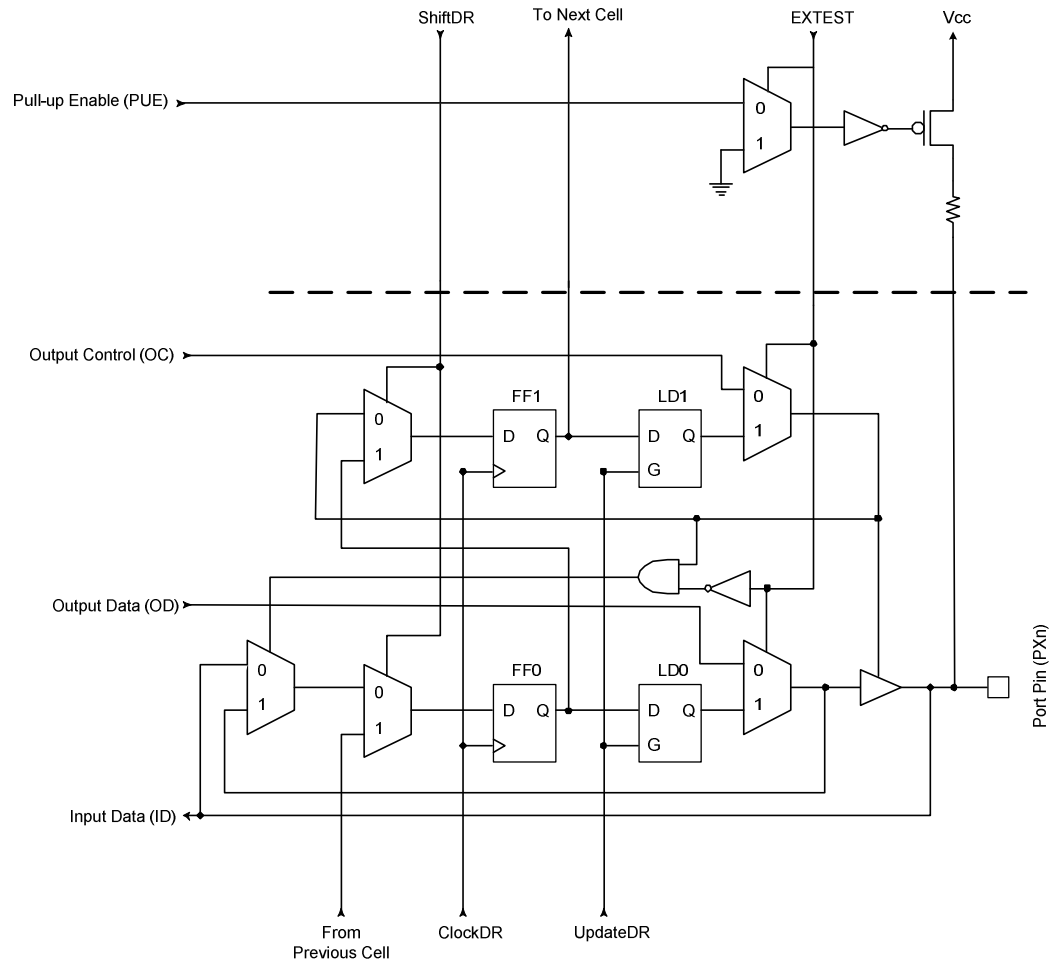 ShiftDR
To Next Cell
EXTEST
Vcc
Pull-up Enable (PUE)
0
1
Output Control (OC)
FF1
LD1
0
0
1
D Q
D Q
1
G
Output Data (OD)
FF0
LD0
0
0
0
1
D Q
D Q
1
1
G
Port Pin (PXn)
Input Data (ID)
From
Previous Cell
ClockDR
UpdateDR